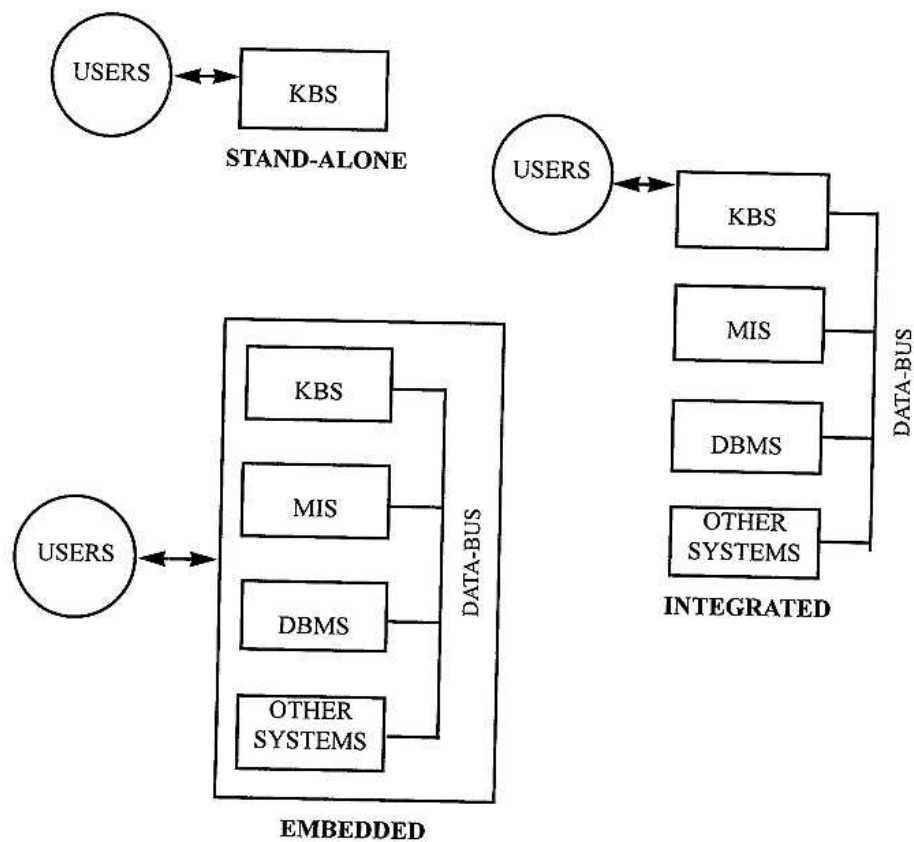 USERS
KBS
STAND-ALONE
USERS
KBS
MIS
DBMS
OTHER
SYSTEMS
DATA-BUS
INTEGRATED
USERS
KBS
MIS
DBMS
OTHER
SYSTEMS
DATA-BUS
EMBEDDED